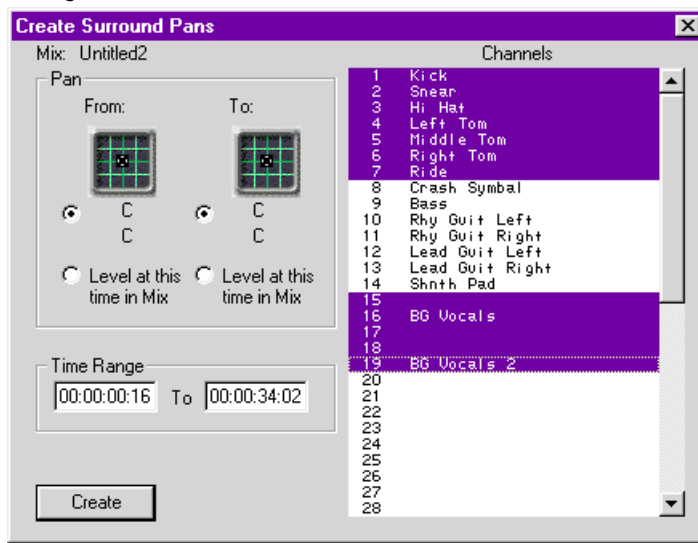 Create Surround Pans
Mix: Untitled2
Channels
Pan
From: To:
C C
C C
Level at this time in Mix
Level at this time in Mix
Time Range
00:00:00:16 To 00:00:34:02
Create
1 Kick
2 Snear
3 Hi Hat
4 Left Tom
5 Middle Tom
6 Right Tom
7 Ride
8 Crash Symbal
9 Bass
10 Rhy Guit Left
11 Rhy Guit Right
12 Lead Guit Left
13 Lead Guit Right
14 Shnth Pad
15
16 BG Vocals
17
18
19 BG Vocals 2
20
21
22
23
24
25
26
27
28